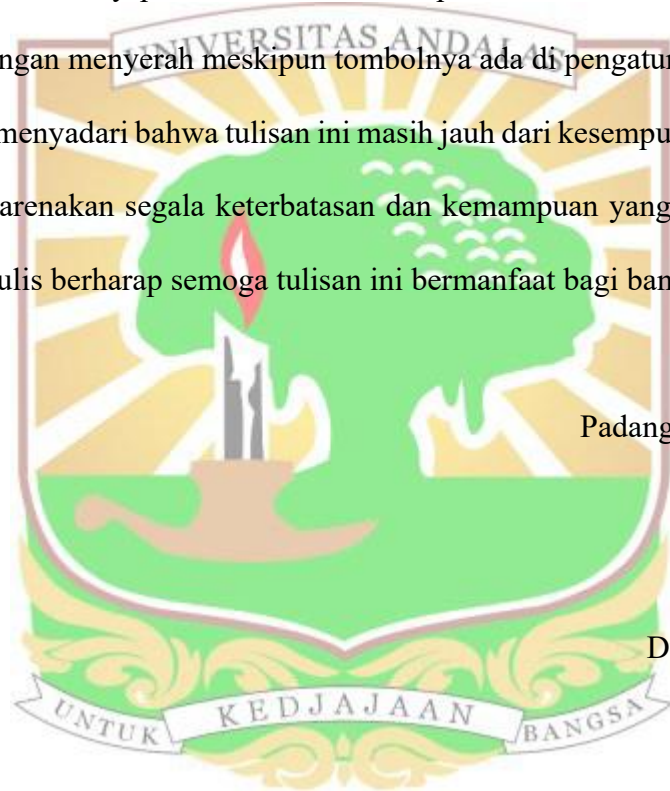 UNIVERSITAS ANDALAS
ngan menyerah meskipun tombolnya ada di pengatur
menyadari bahwa tulisan ini masih jauh dari kesempu
arenakan segala keterbatasan dan kemampuan yang
ulis berharap semoga tulisan ini bermanfaat bagi ban
Padang
D
UNTUK KEDJAJAAN BANGSA